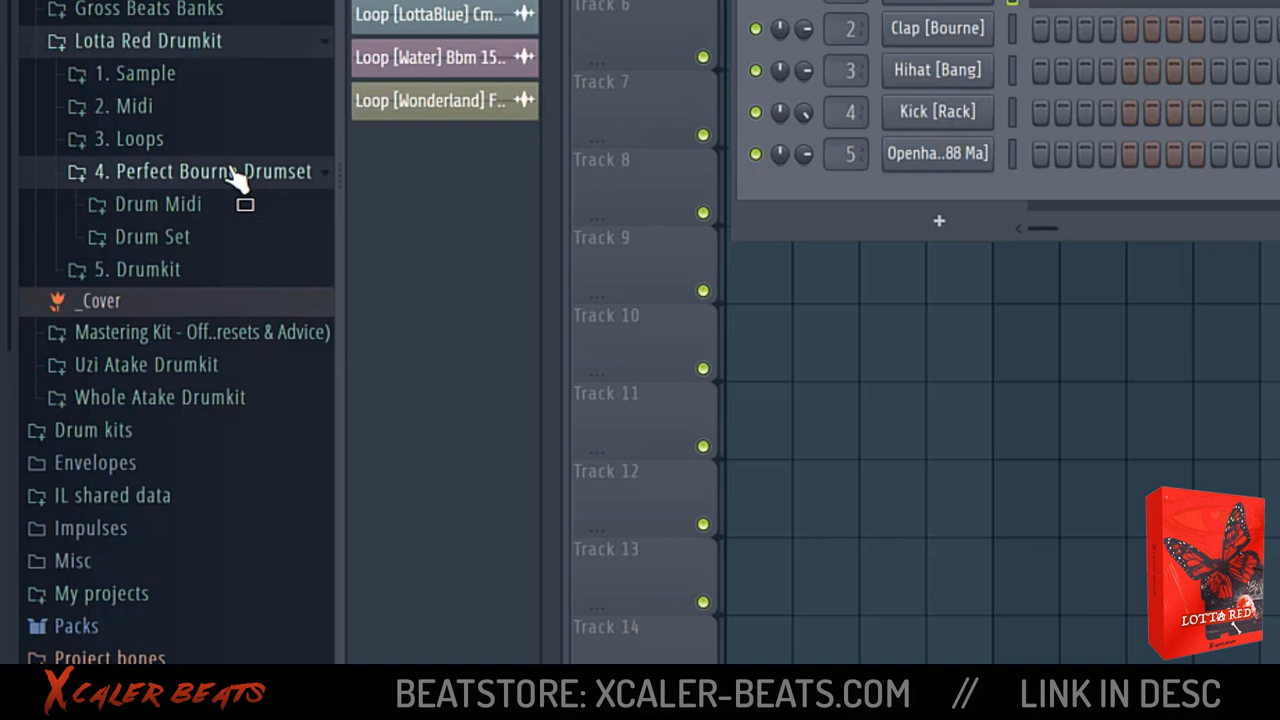 Gross Beats Banks
Lotta Red Drumkit
1. Sample
2. Midi
3. Loops
4. Perfect Bourne Drumset
Drum Midi
Drum Set
5. Drumkit
_Cover
Mastering Kit - Off..resets & Advice)
Uzi Atake Drumkit
Whole Atake Drumkit
Drum kits
Envelopes
IL shared data
Impulses
Misc
My projects
Packs
Project bones
Loop [LottaBlue] Cm..
Loop [Water] Bbm 15..
Loop [Wonderland] F..
Track 6
Track 7
Track 8
Track 9
Track 10
Track 11
Track 12
Track 13
Track 14
2 Clap [Bourne]
3 Hihat [Bang]
4 Kick [Rack]
5 Openha..88 Ma]
+
LOTTA RED
XCALER BEATS
BEATSTORE: XCALER-BEATS.COM // LINK IN DESC